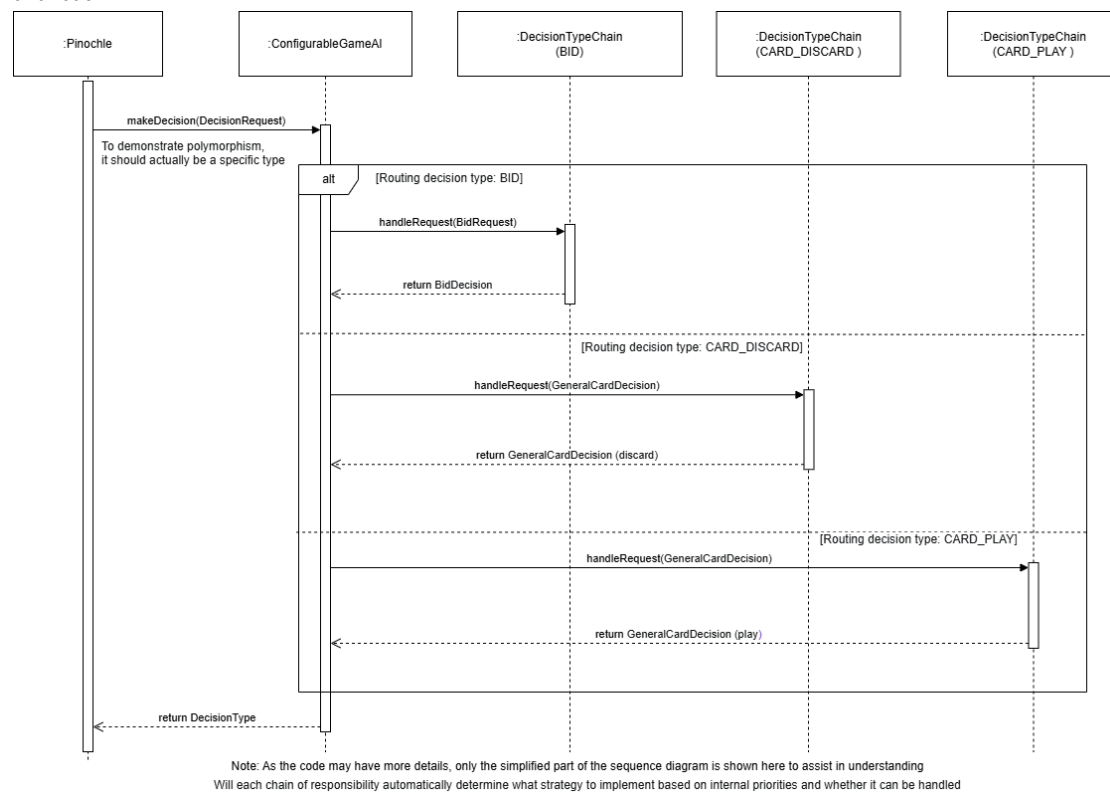 :Pinochle
:ConfigurableGameAI
:DecisionTypeChain
(BID)
:DecisionTypeChain
(CARD_DISCARD )
:DecisionTypeChain
(CARD_PLAY )
makeDecision(DecisionRequest)
To demonstrate polymorphism,
it should actually be a specific type
alt
[Routing decision type: BID]
handleRequest(BidRequest)
return BidDecision
[Routing decision type: CARD_DISCARD]
handleRequest(GeneralCardDecision)
return GeneralCardDecision (discard)
[Routing decision type: CARD_PLAY]
handleRequest(GeneralCardDecision)
return GeneralCardDecision (play)
return DecisionType
Note: As the code may have more details, only the simplified part of the sequence diagram is shown here to assist in understanding
Will each chain of responsibility automatically determine what strategy to implement based on internal priorities and whether it can be handled